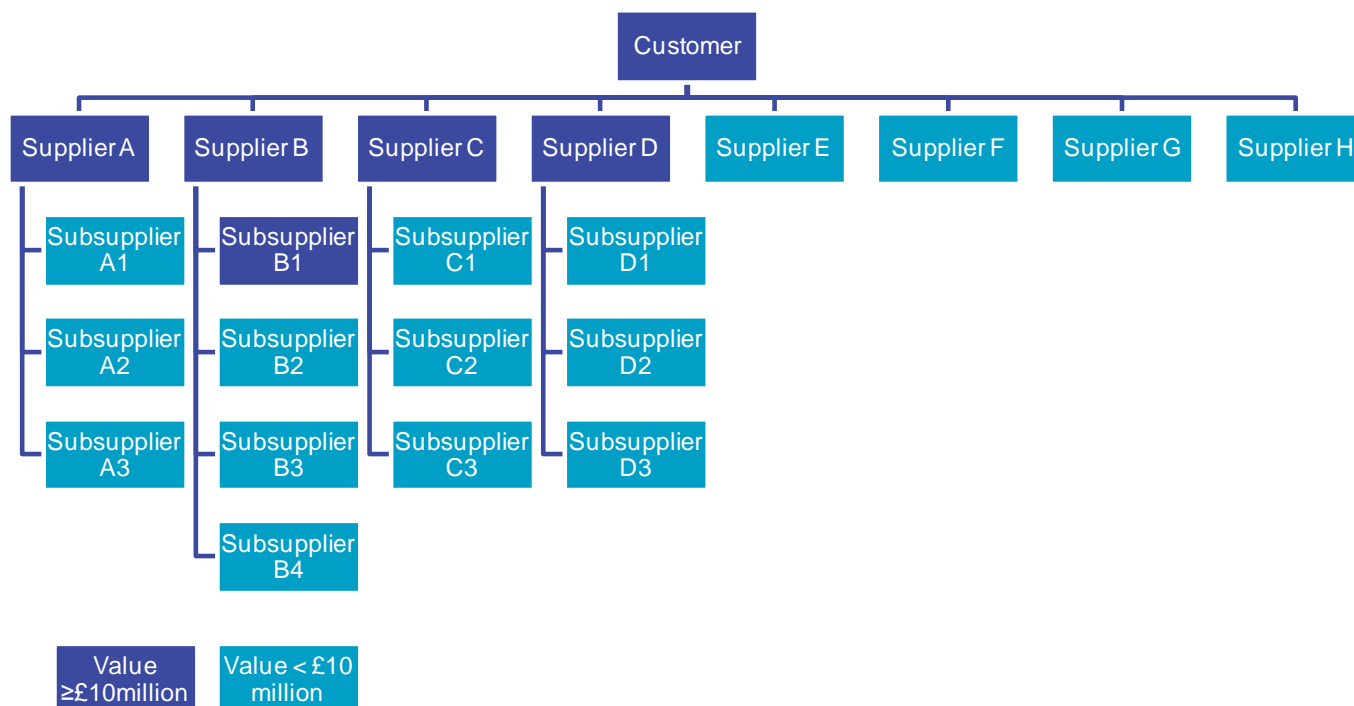 Customer
Supplier A
Supplier B
Supplier C
Supplier D
Supplier E
Supplier F
Supplier G
Supplier H
Subsupplier
A1
Subsupplier
B1
Subsupplier
C1
Subsupplier
D1
Subsupplier
A2
Subsupplier
B2
Subsupplier
C2
Subsupplier
D2
Subsupplier
A3
Subsupplier
B3
Subsupplier
C3
Subsupplier
D3
Subsupplier
B4
Value
≥£10million
Value < £10
million